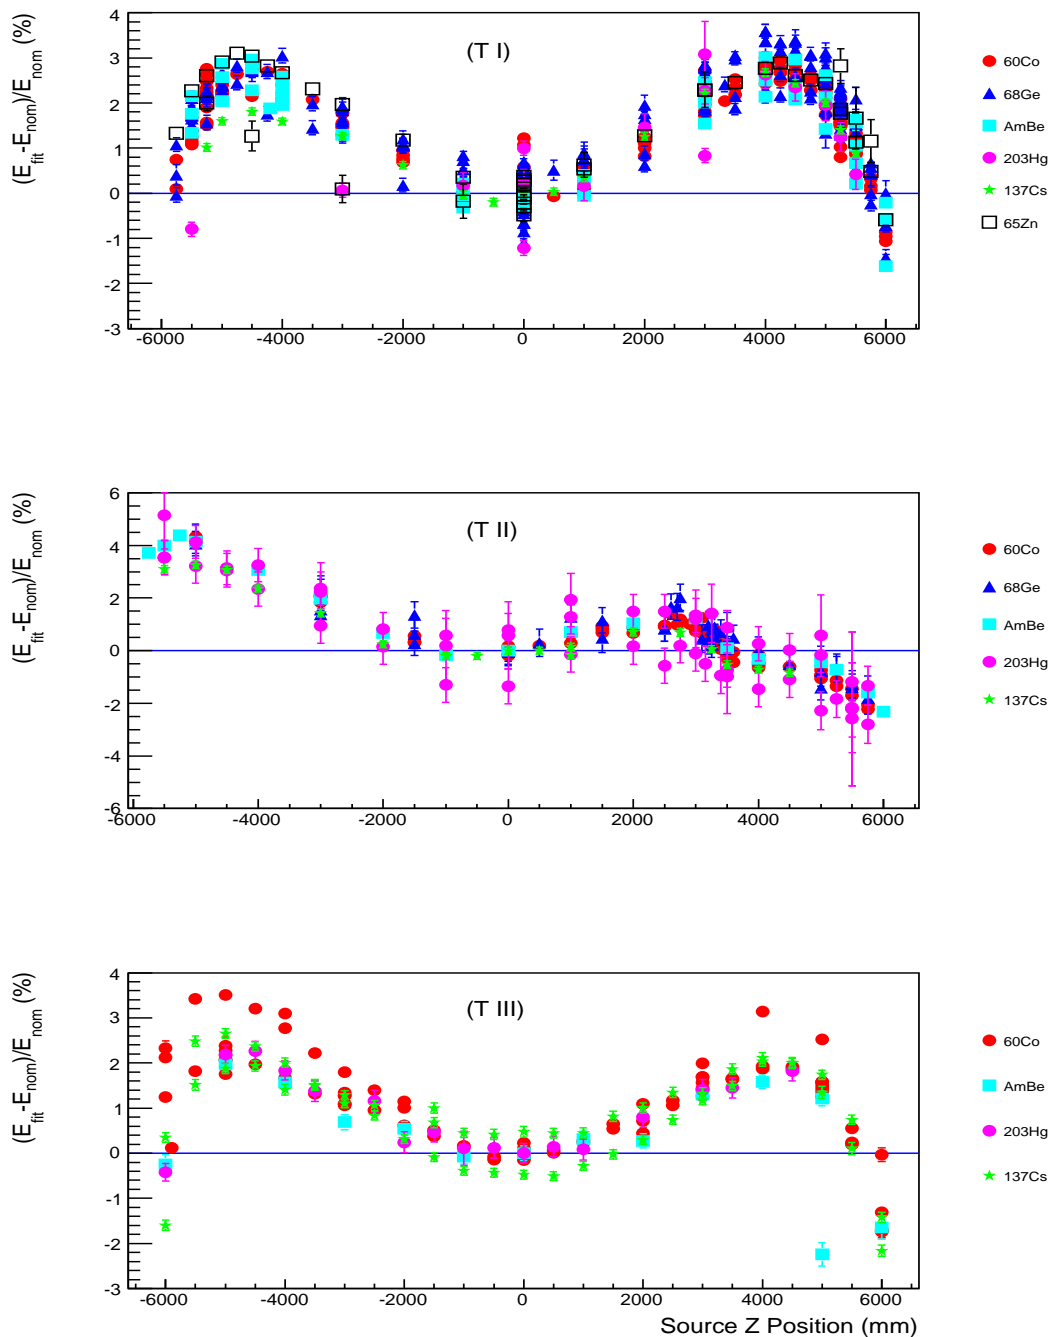 (E_fit -E_nom)/E_nom (%)
(T I)
4
3
2
1
0
-1
-2
-3
-6000 -4000 -2000 0 2000 4000 6000
60Co
68Ge
AmBe
203Hg
137Cs
65Zn
(E_fit -E_nom)/E_nom (%)
(T II)
6
4
2
0
-2
-4
-6
-6000 -4000 -2000 0 2000 4000 6000
60Co
68Ge
AmBe
203Hg
137Cs
(E_fit -E_nom)/E_nom (%)
(T III)
4
3
2
1
0
-1
-2
-3
-6000 -4000 -2000 0 2000 4000 6000
60Co
AmBe
203Hg
137Cs
Source Z Position (mm)